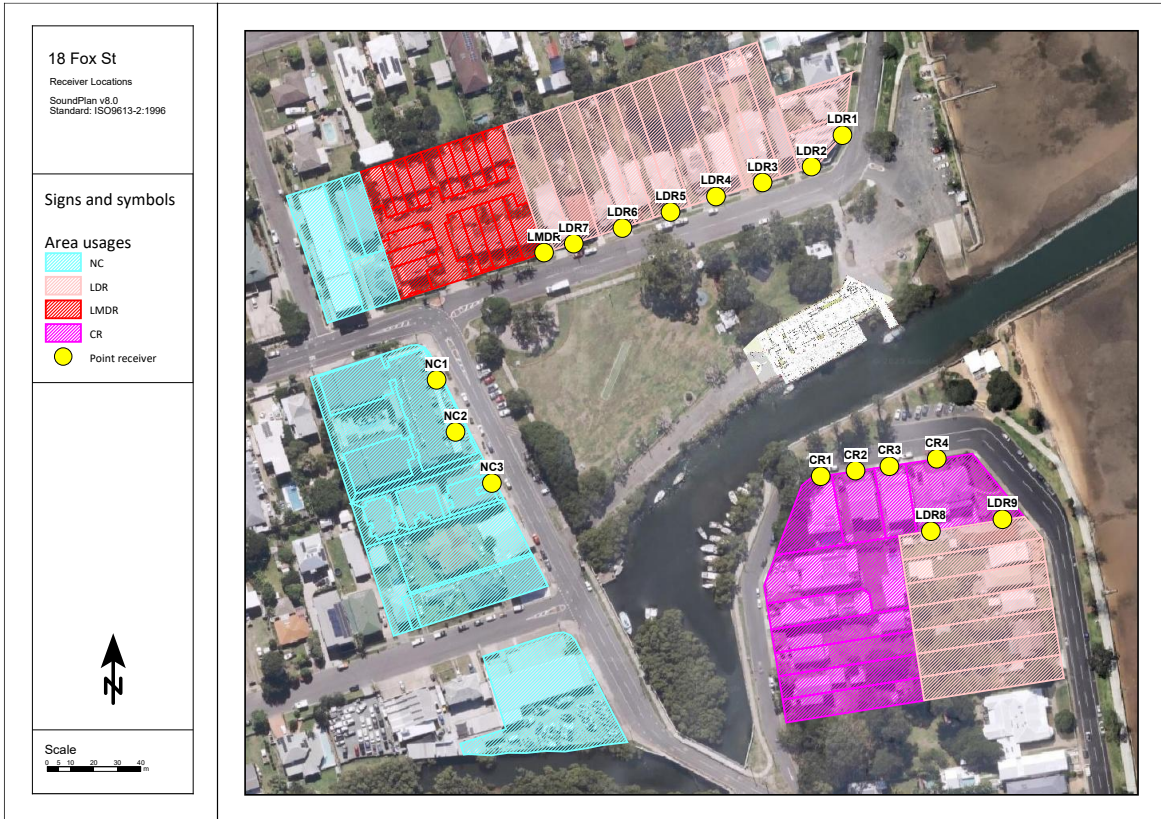 18 Fox St
Receiver Locations
SoundPlan v8.0
Standard: ISO9613-2:1996
Signs and symbols
Area usages
NC
LDR
LMDR
CR
Point receiver
N
Scale
0 5 10 20 30 40
m
LDR1
LDR2
LDR3
LDR4
LDR5
LDR6
LDR7
LMDR
NC1
NC2
NC3
CR1
CR2
CR3
CR4
LDR8
LDR9